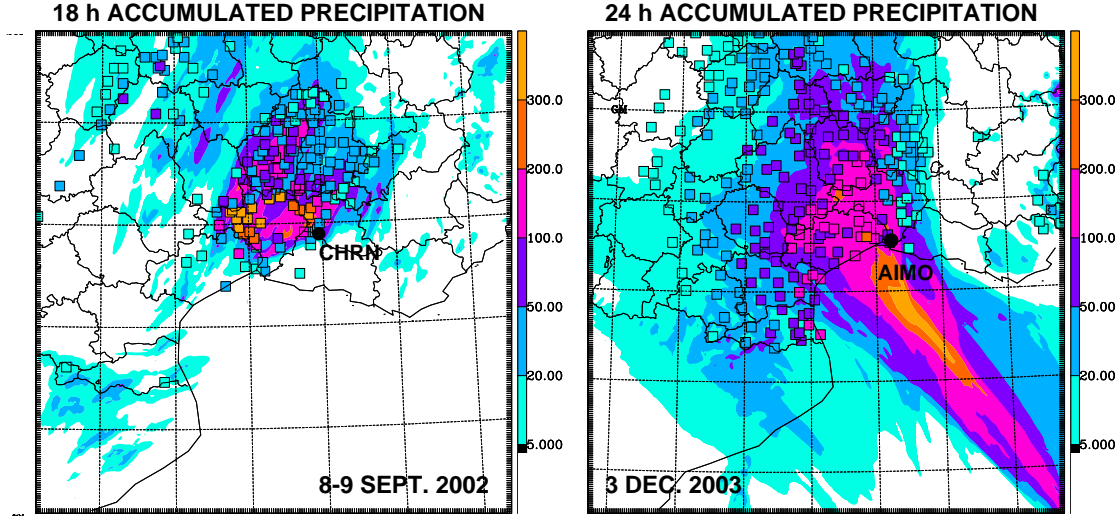 18 h ACCUMULATED PRECIPITATION
24 h ACCUMULATED PRECIPITATION
300.0
200.0
100.0
50.00
20.00
5.000
CHRN
8-9 SEPT. 2002
300.0
200.0
100.0
50.00
20.00
5.000
AIMO
3 DEC. 2003